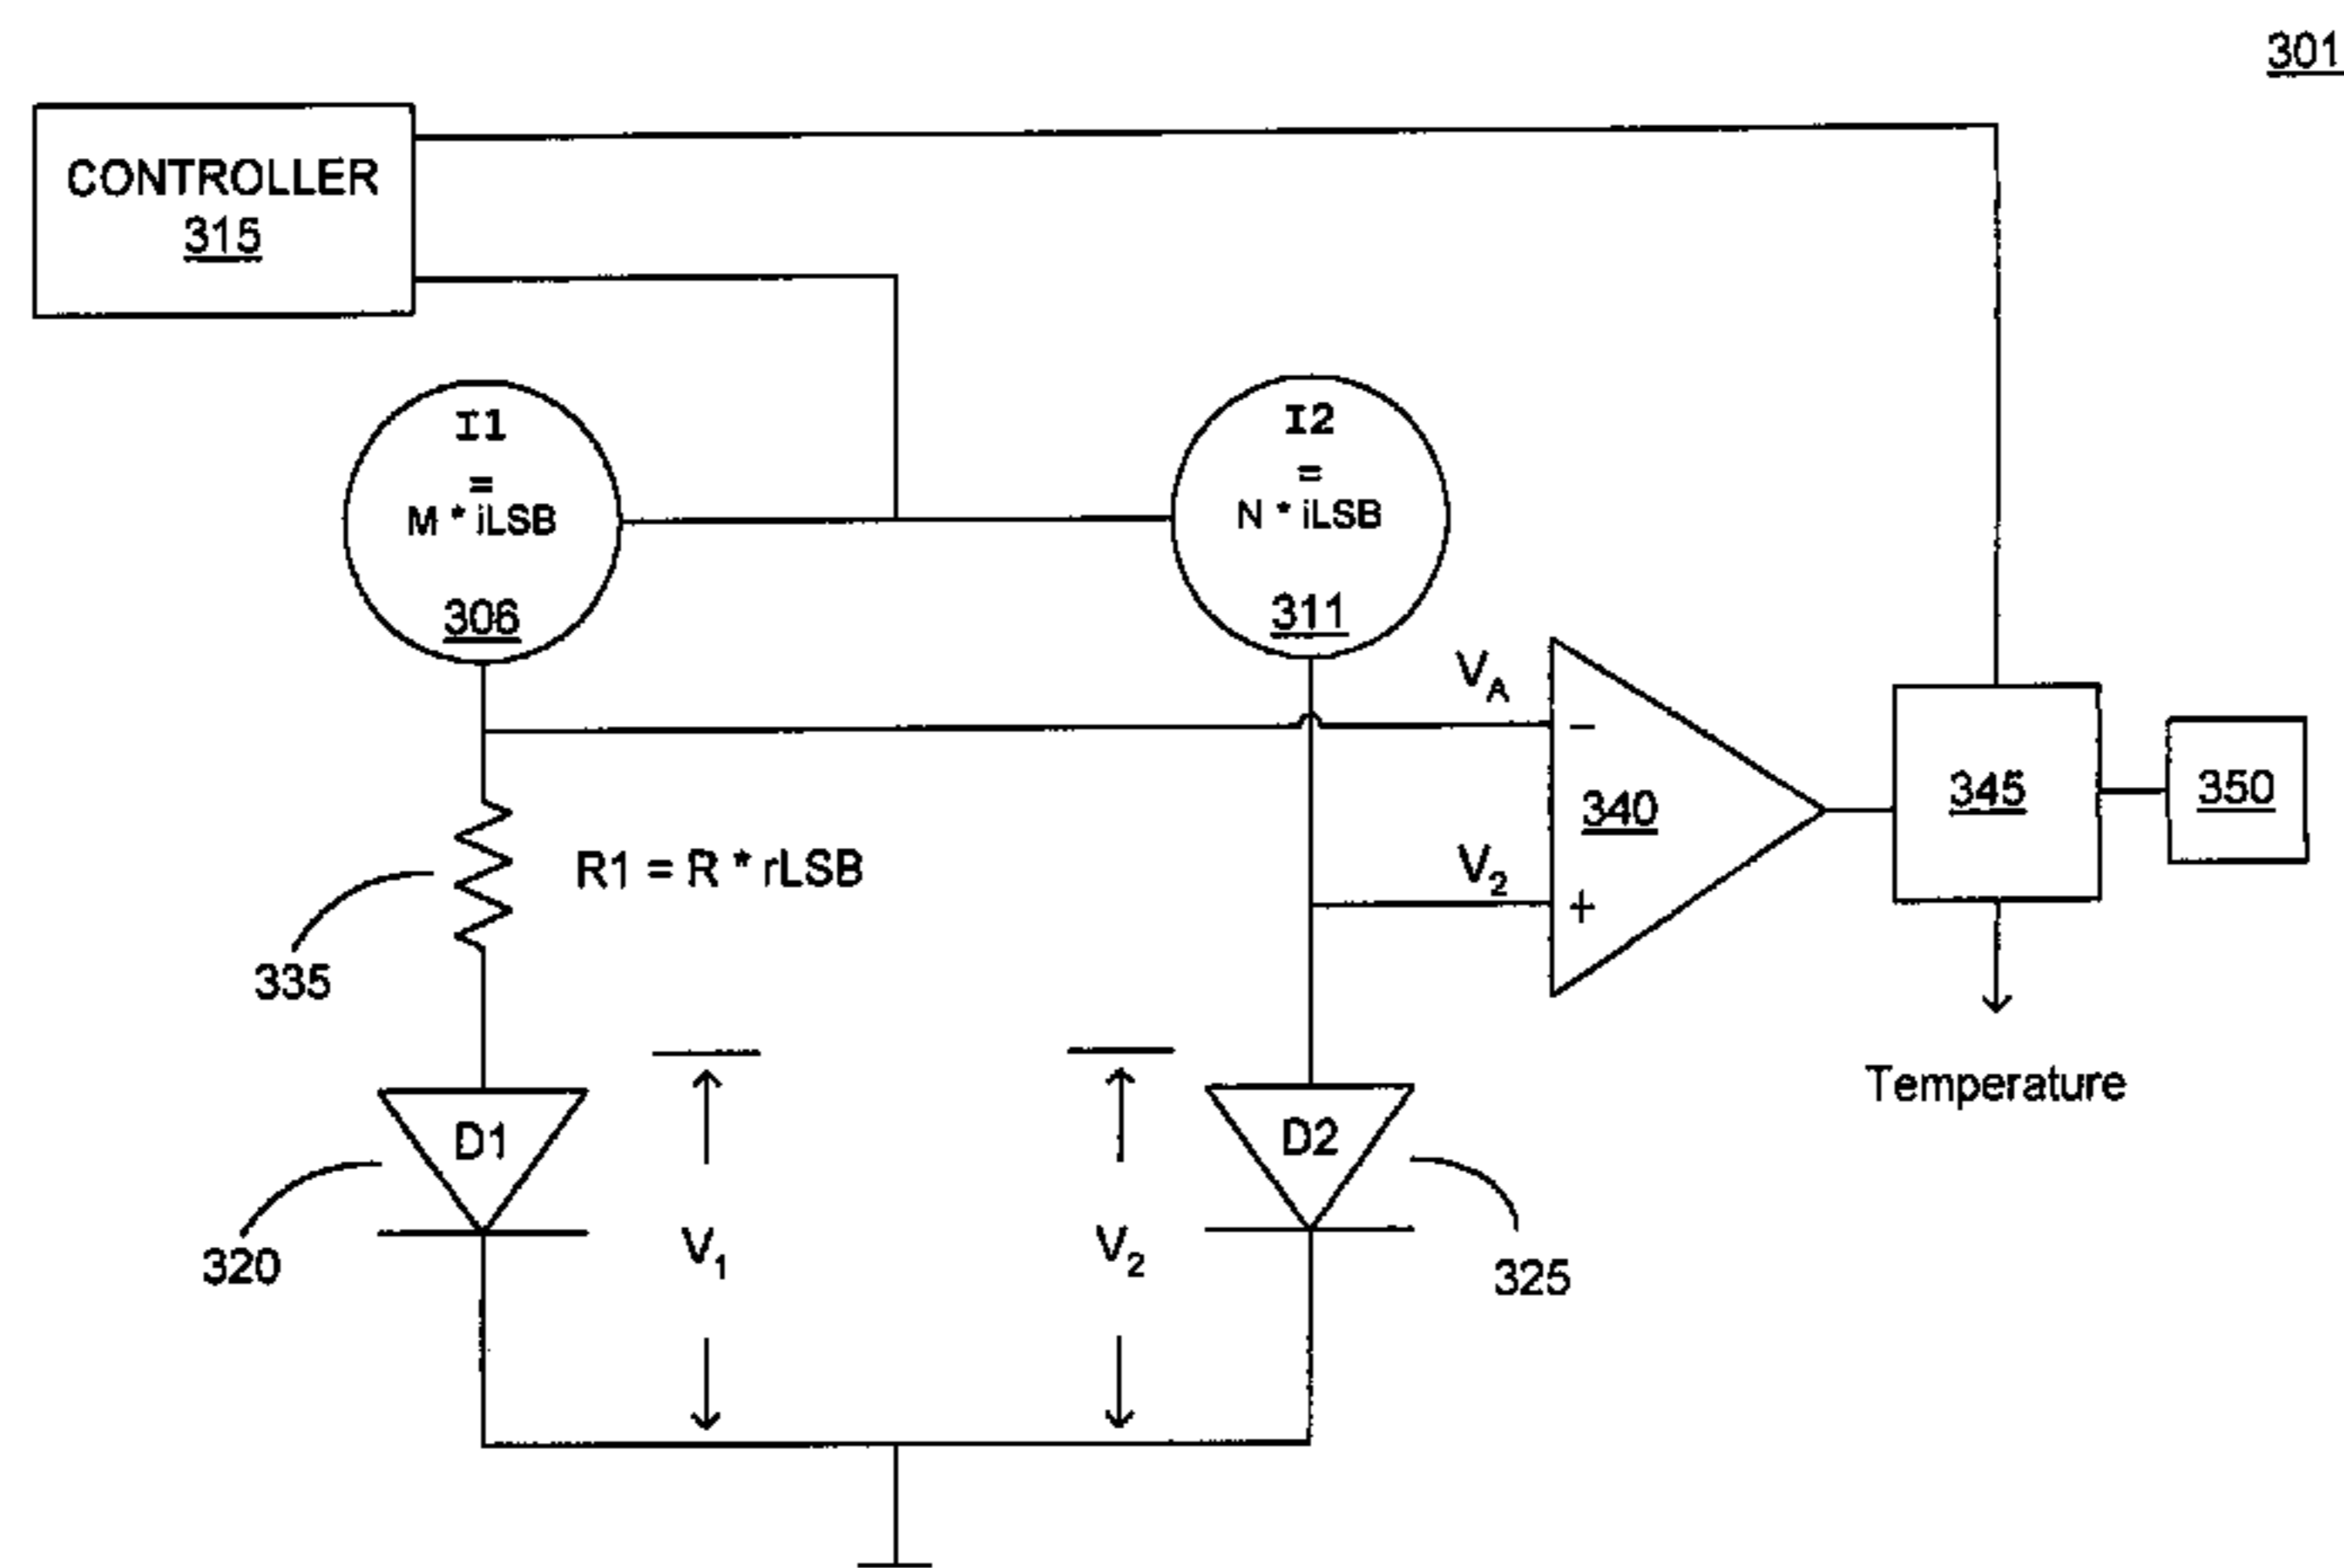 301
CONTROLLER
315
I1
=
M * iLSB
306
I2
=
N * iLSB
311
VA
−
340
V2
+
345
350
R1 = R * rLSB
335
Temperature
D1
320
V1
V2
D2
325